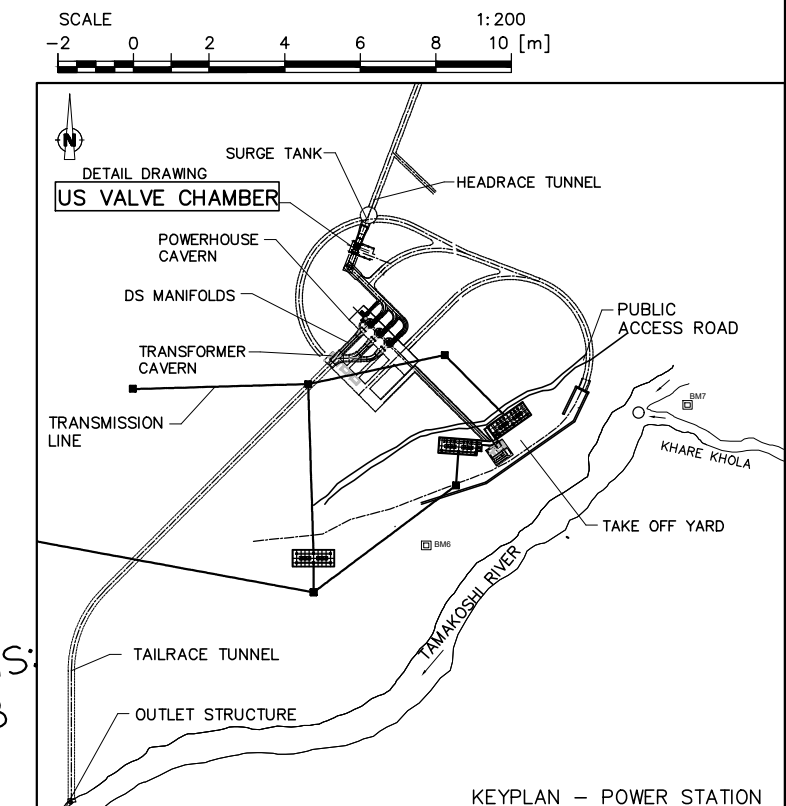 SCALE 1:200
-2 0 2 4 6 8 10 [m]
N
SURGE TANK
DETAIL DRAWING
US VALVE CHAMBER
HEADRACE TUNNEL
POWERHOUSE
CAVERN
DS MANIFOLDS
PUBLIC
ACCESS ROAD
TRANSFORMER
CAVERN
BM7
TRANSMISSION
LINE
KHARE KHOLA
TAKE OFF YARD
BM6
TAMAKOSHI RIVER
S:
TAILRACE TUNNEL
OUTLET STRUCTURE
KEYPLAN – POWER STATION